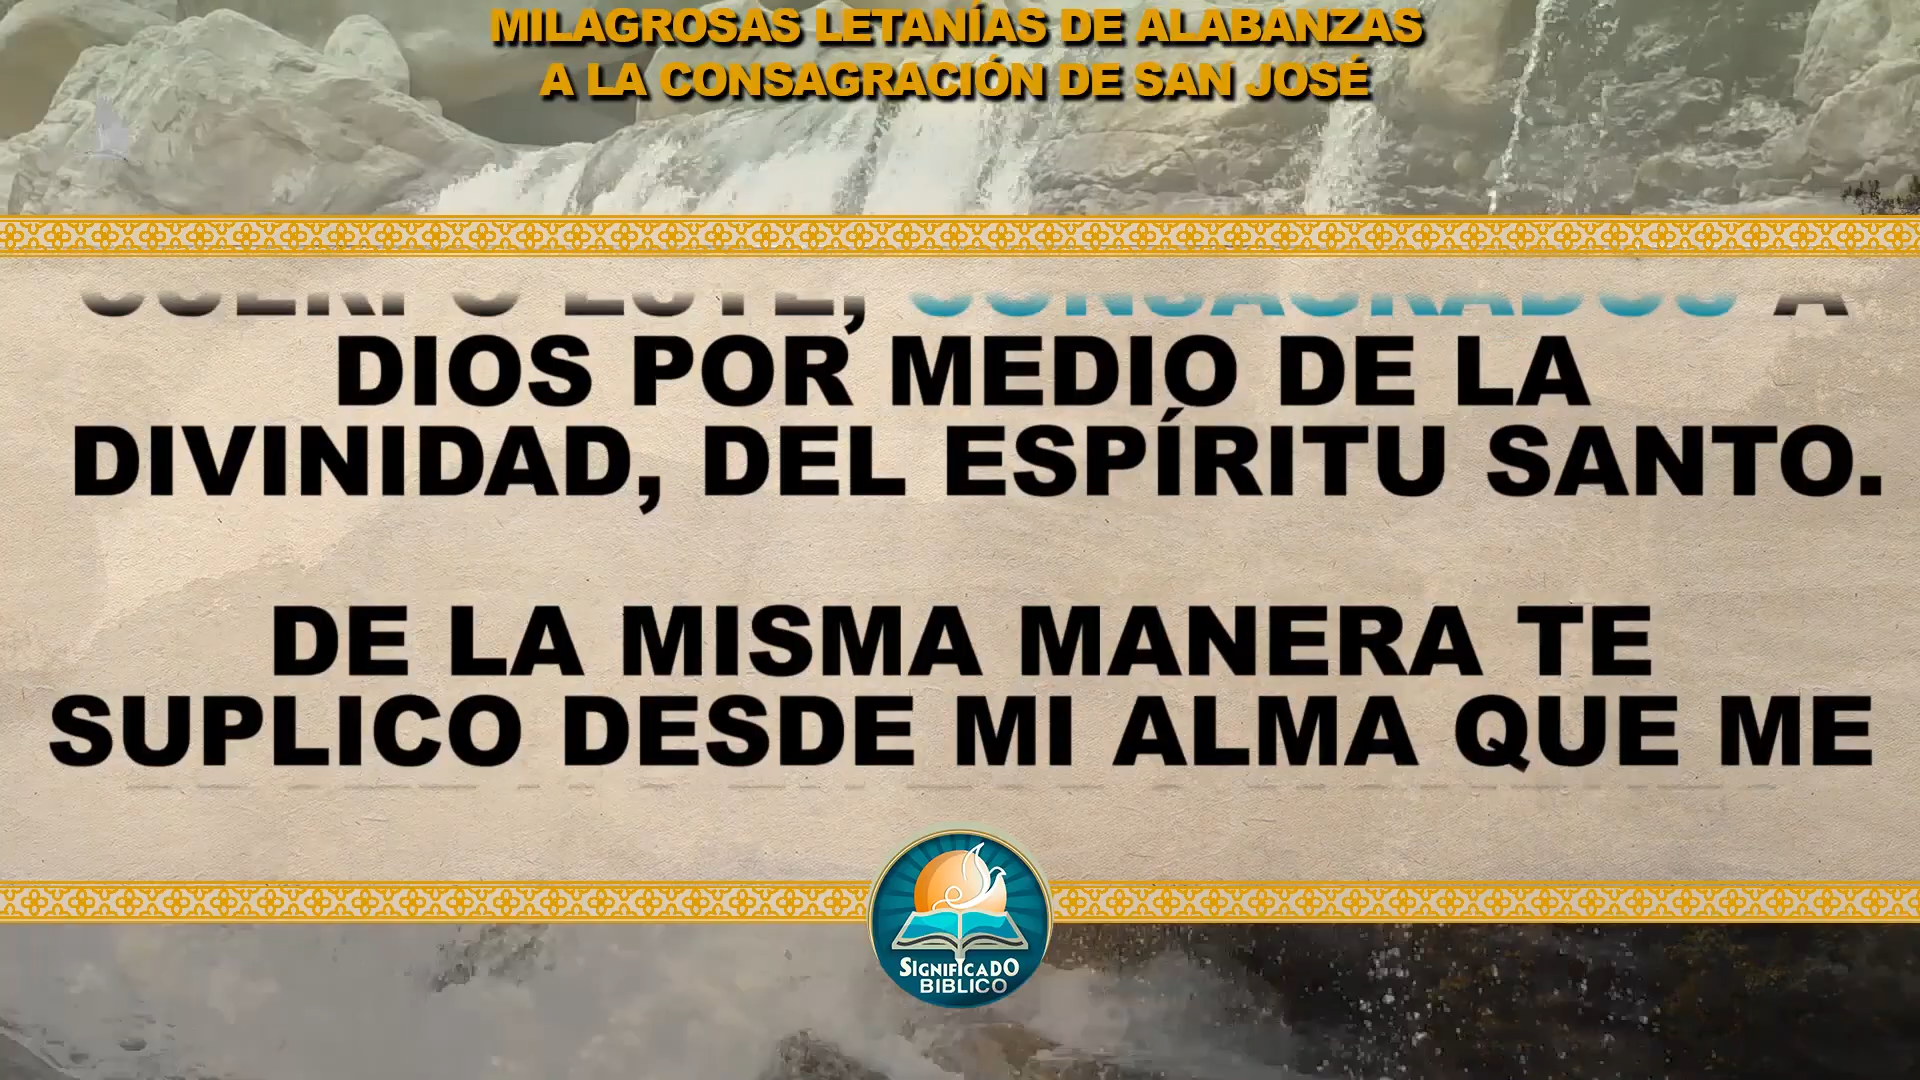 MILAGROSAS LETANÍAS DE ALABANZAS
A LA CONSAGRACIÓN DE SAN JOSÉ
CONSAGRADOS A
DIOS POR MEDIO DE LA
DIVINIDAD, DEL ESPÍRITU SANTO.
DE LA MISMA MANERA TE
SUPLICO DESDE MI ALMA QUE ME
SIGNIFICADO
BIBLICO